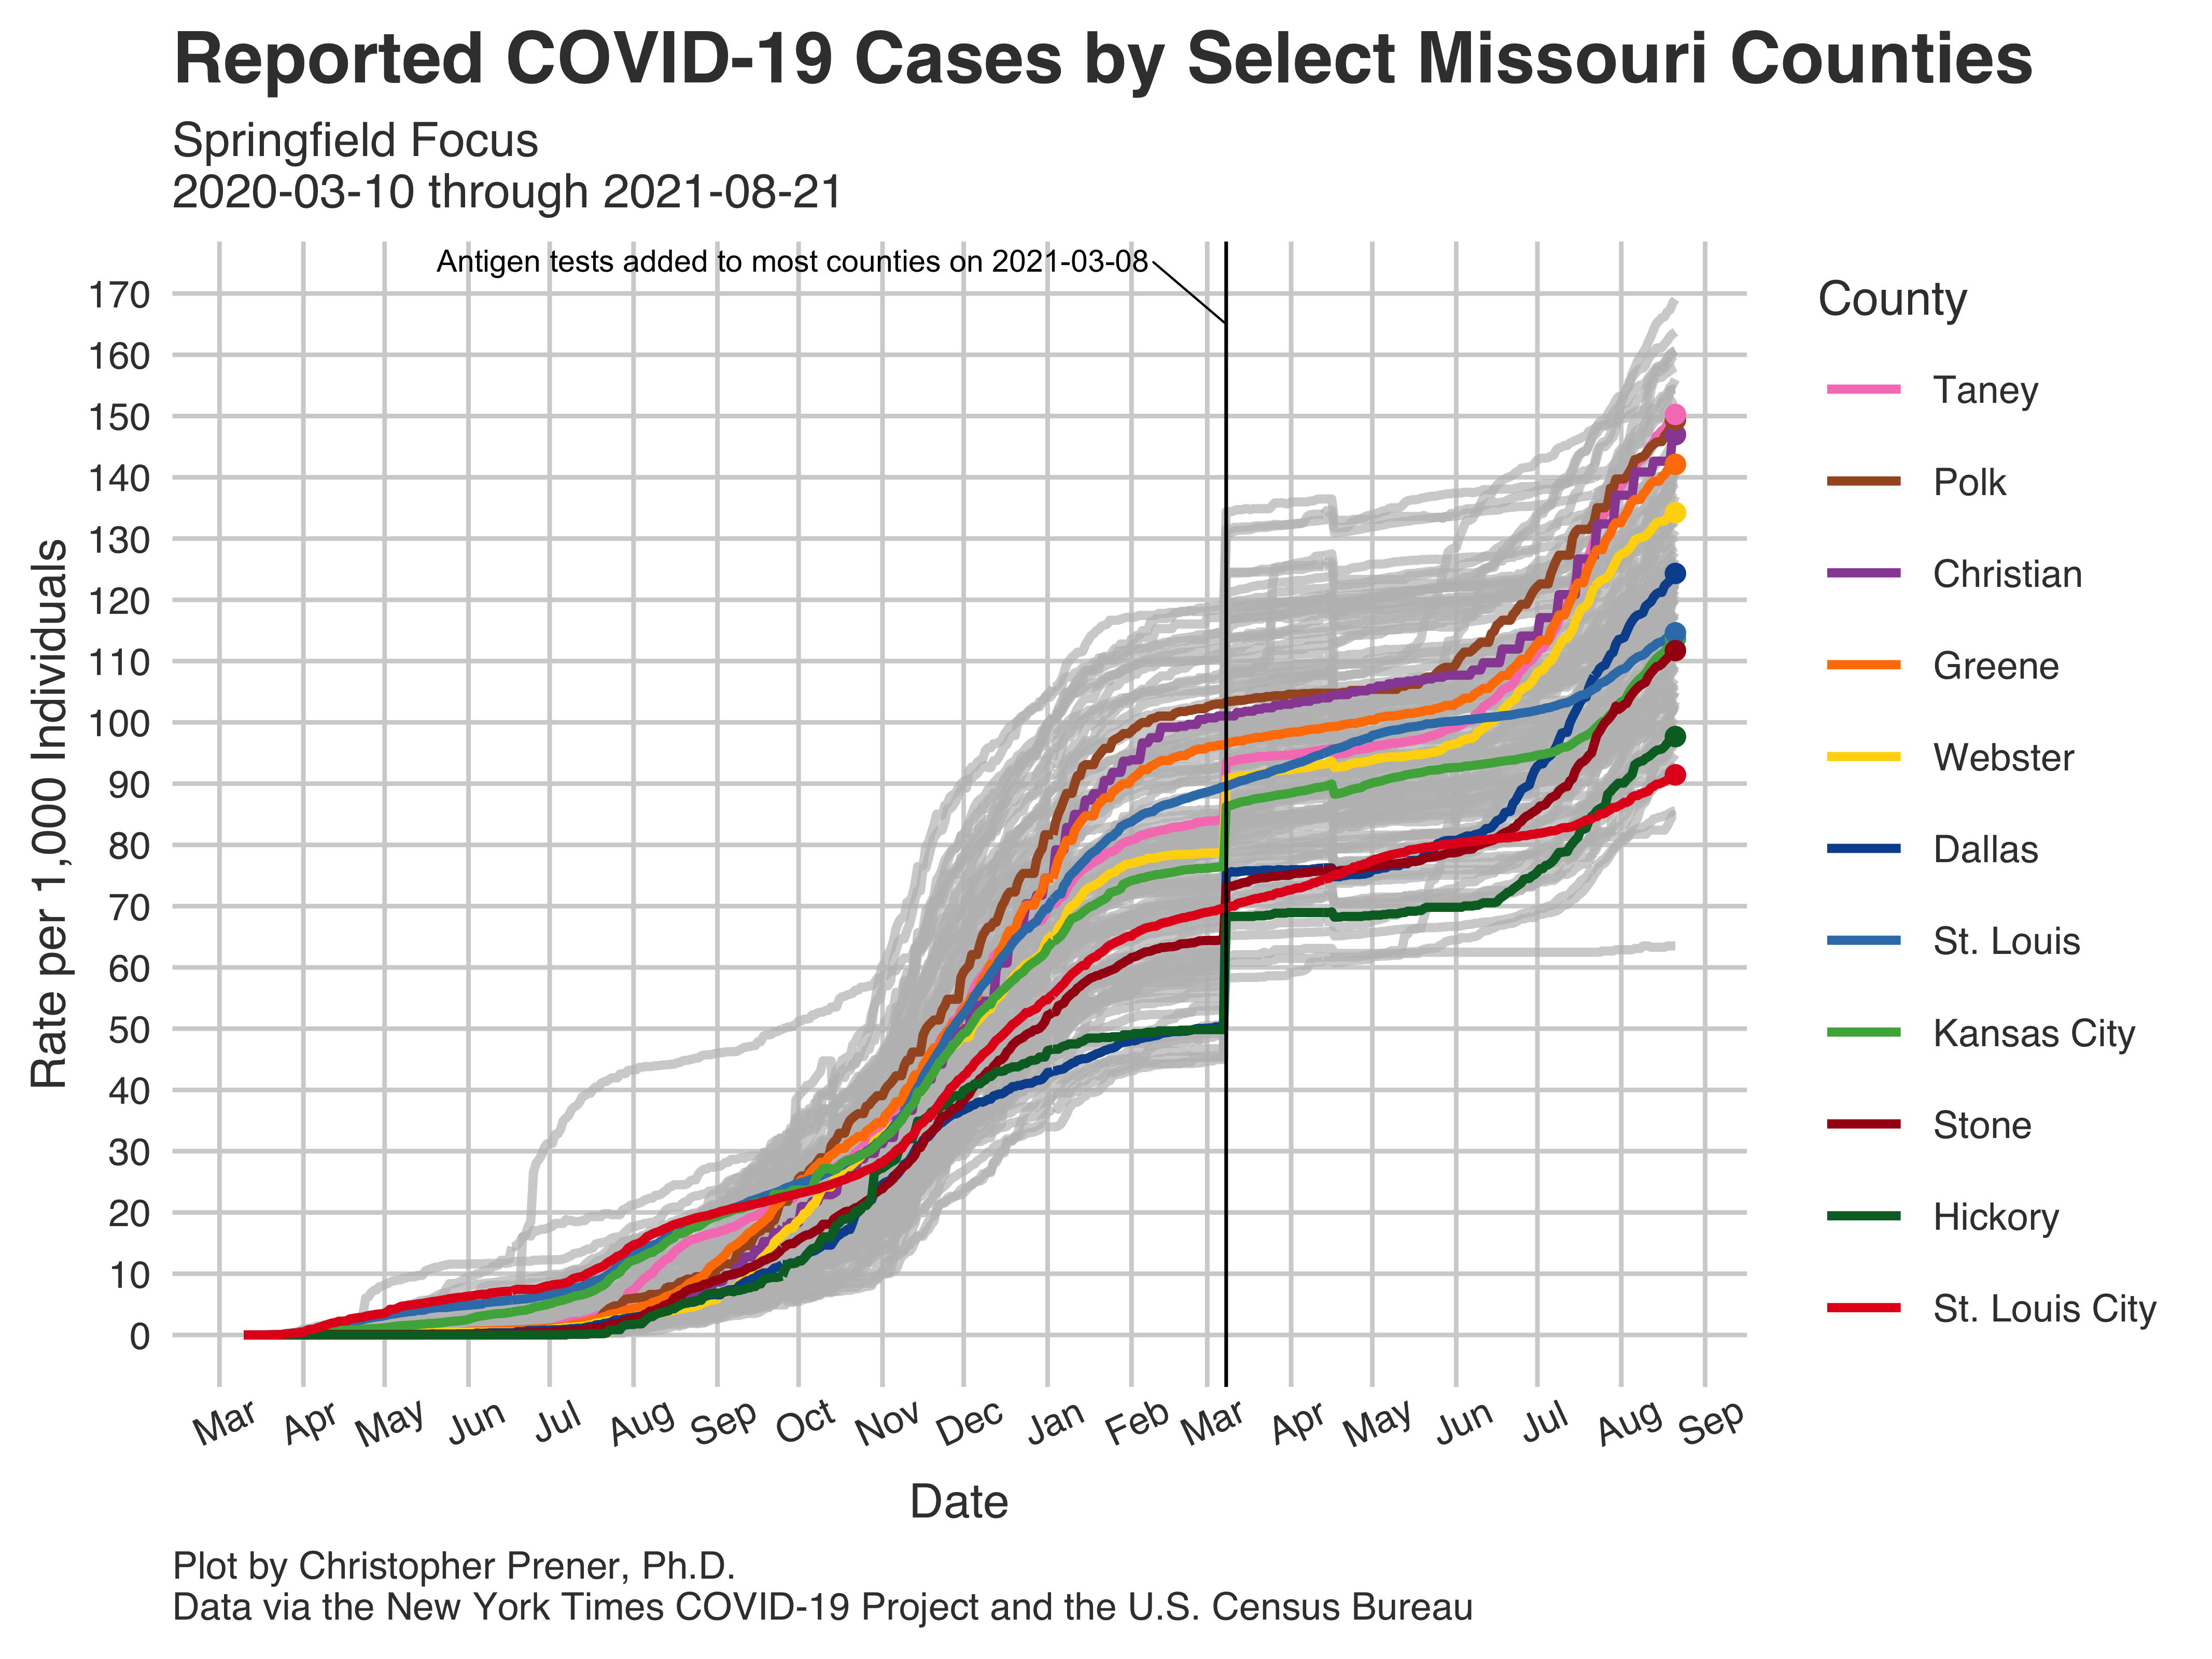 Reported COVID-19 Cases by Select Missouri Counties
Springfield Focus
2020-03-10 through 2021-08-21
Antigen tests added to most counties on 2021-03-08
Rate per 1,000 Individuals
170
160
150
140
130
120
110
100
90
80
70
60
50
40
30
20
10
0
Mar
Apr
May
Jun
Jul
Aug
Sep
Oct
Nov
Dec
Jan
Feb
Mar
Apr
May
Jun
Jul
Aug
Sep
Date
County
Taney
Polk
Christian
Greene
Webster
Dallas
St. Louis
Kansas City
Stone
Hickory
St. Louis City
Plot by Christopher Prener, Ph.D.
Data via the New York Times COVID-19 Project and the U.S. Census Bureau